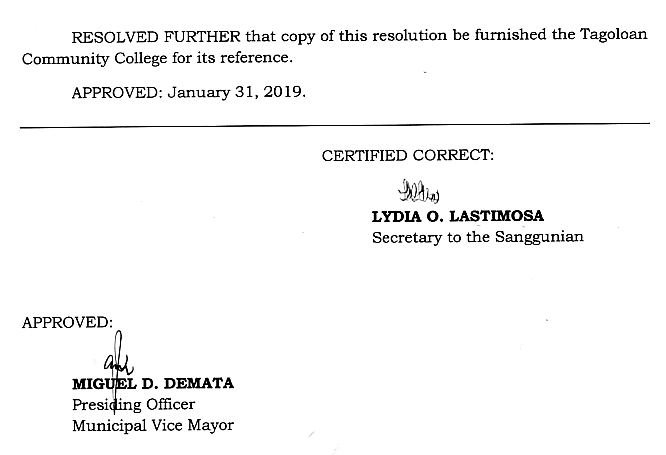 RESOLVED FURTHER that copy of this resolution be furnished the Tagoloan
Community College for its reference.
APPROVED: January 31, 2019.
CERTIFIED CORRECT:
LYDIA O. LASTIMOSA
Secretary to the Sanggunian
APPROVED:
MIGUEL D. DEMATA
Presiding Officer
Municipal Vice Mayor